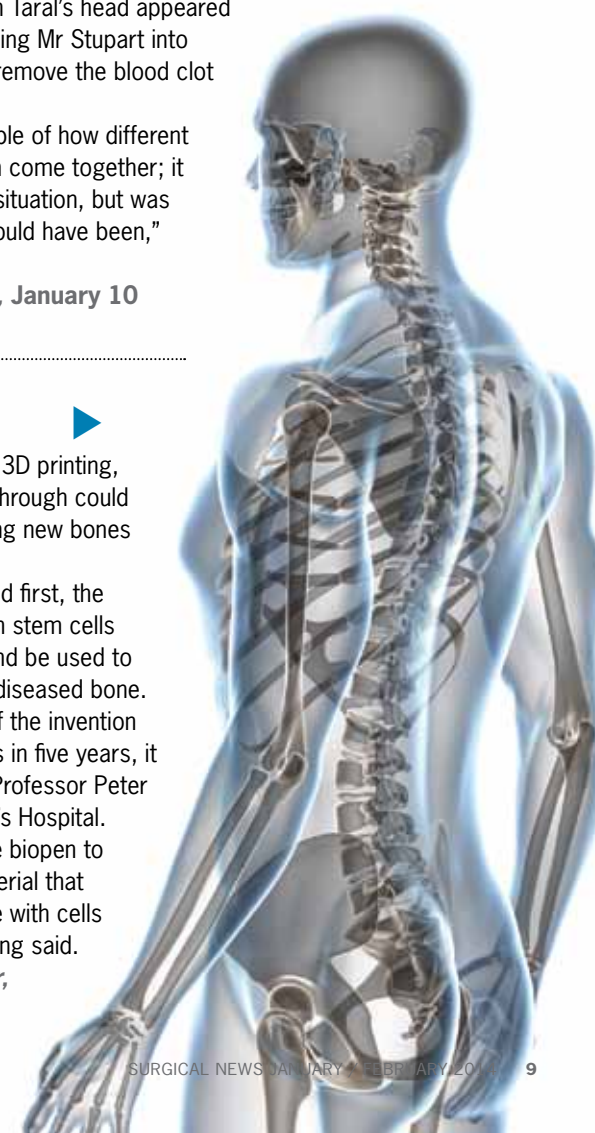 n Taral's head appeared
ing Mr Stupart into
remove the blood clot
ple of how different
n come together; it
situation, but was
ould have been,"
, January 10
3D printing,
through could
ng new bones
d first, the
n stem cells
nd be used to
diseased bone.
f the invention
s in five years, it
Professor Peter
's Hospital.
e biopen to
erial that
e with cells
ng said.
r,
SURGICAL NEWS JANUARY / FEBRUARY 9